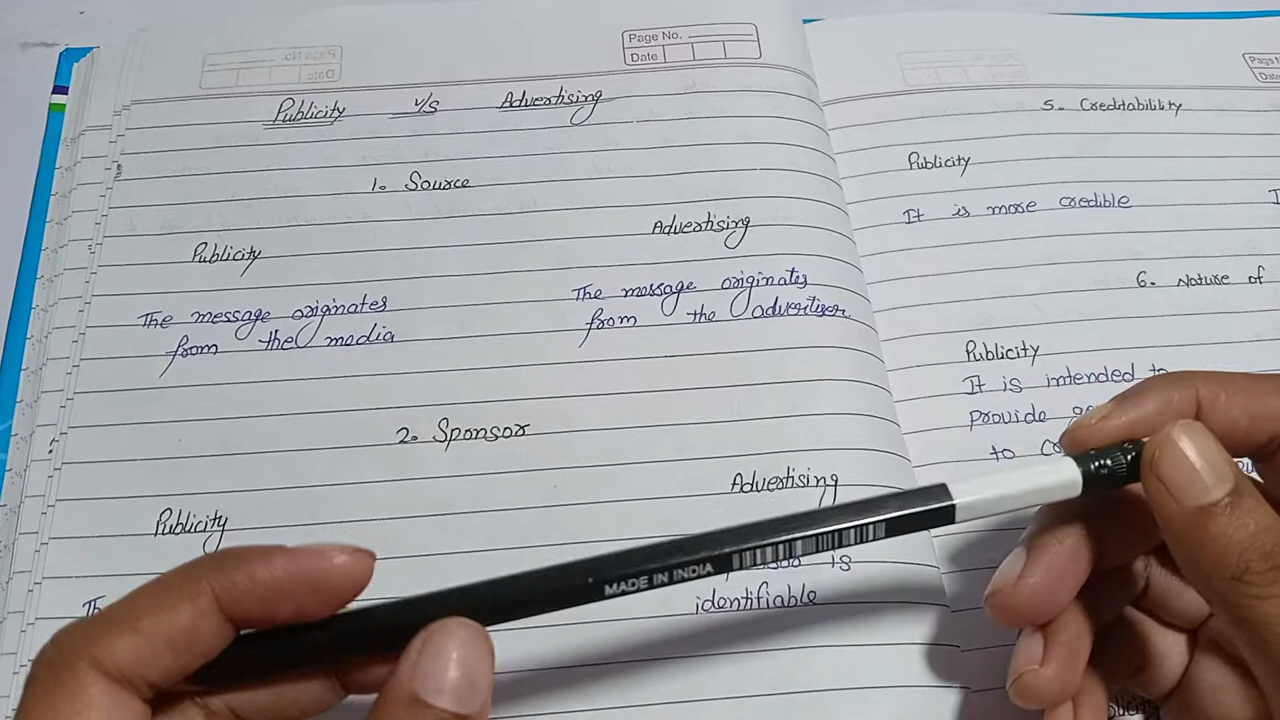 Page No.
Date
Publicity v/s Advertising
1. Source
Publicity
Advertising
The message originates
from the media
The message originates
from the advertiser
2. Sponsor
Publicity
Advertising
is
identifiable
MADE IN INDIA
Page
Date
5. Creditability
Publicity
It is more credible
6. Nature of
Publicity
It is intended to
provide
to